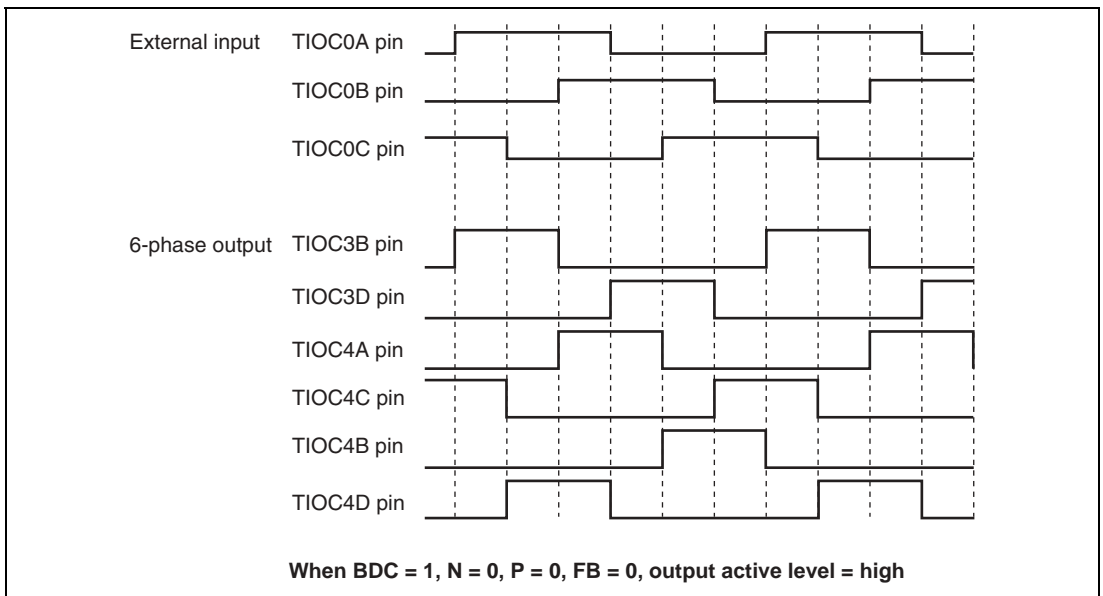 External input TIOC0A pin
TIOC0B pin
TIOC0C pin
6-phase output TIOC3B pin
TIOC3D pin
TIOC4A pin
TIOC4C pin
TIOC4B pin
TIOC4D pin
When BDC = 1, N = 0, P = 0, FB = 0, output active level = high